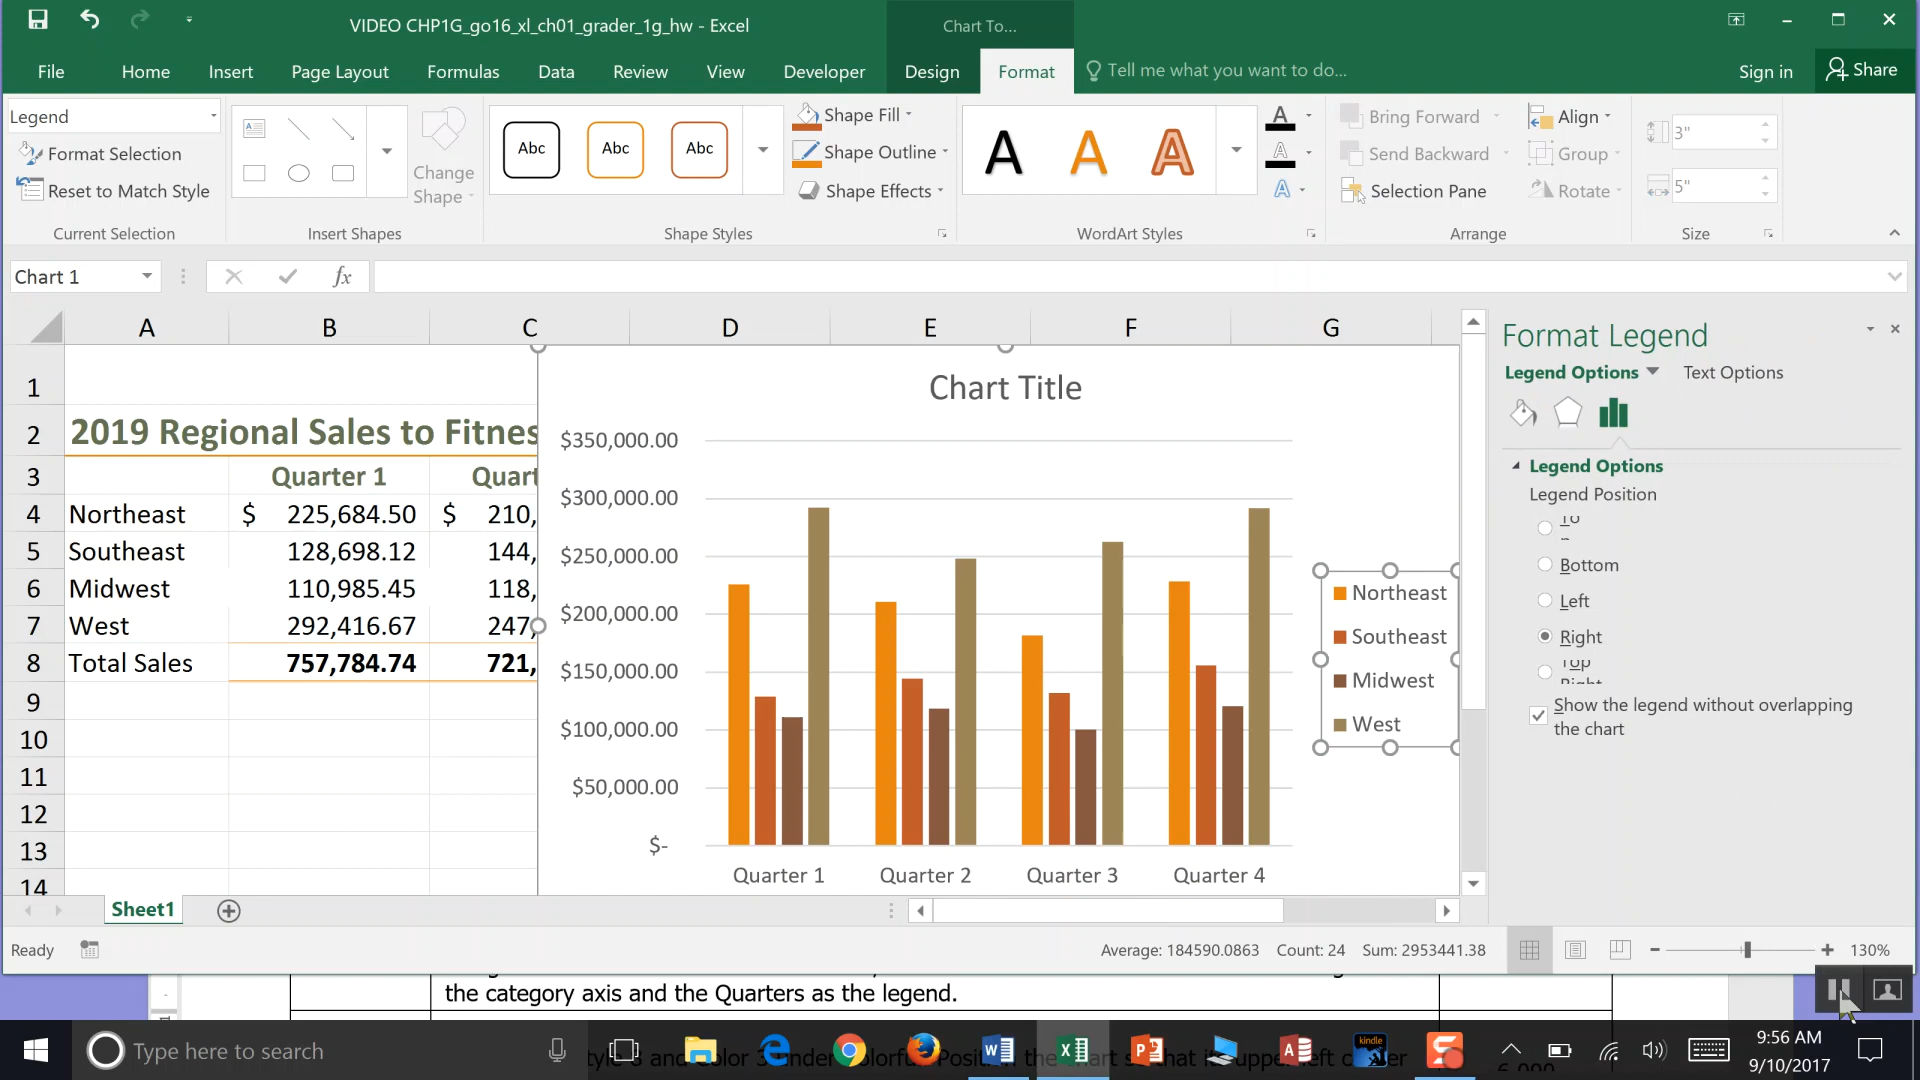 VIDEO CHP1G_go16_xl_ch01_grader_1g_hw - Excel
Chart To...
File Home Insert Page Layout Formulas Data Review View Developer Design Format Tell me what you want to do... Sign in Share
Legend
Format Selection
Reset to Match Style
Current Selection
Change
Shape
Insert Shapes
Abc Abc Abc
Shape Fill
Shape Outline
Shape Effects
Shape Styles
A A A
A
A
A
WordArt Styles
Bring Forward
Send Backward
Selection Pane
Align
Group
Rotate
Arrange
3"
5"
Size
Chart 1
fx
A B C D E F G
1
2 2019 Regional Sales to Fitnes
3 Quarter 1 Quart
4 Northeast $ 225,684.50 $ 210,
5 Southeast 128,698.12 144,
6 Midwest 110,985.45 118,
7 West 292,416.67 247,
8 Total Sales 757,784.74 721,
9
10
11
12
13
14
Chart Title
$350,000.00
$300,000.00
$250,000.00
$200,000.00
$150,000.00
$100,000.00
$50,000.00
$-
Quarter 1 Quarter 2 Quarter 3 Quarter 4
Northeast
Southeast
Midwest
West
Format Legend
Legend Options Text Options
Legend Options
Legend Position
Bottom
Left
Right
Top
Show the legend without overlapping
the chart
Sheet1
Ready
Average: 184590.0863 Count: 24 Sum: 2953441.38
130%
the category axis and the Quarters as the legend.
Type here to search
kindle
9:56 AM
9/10/2017